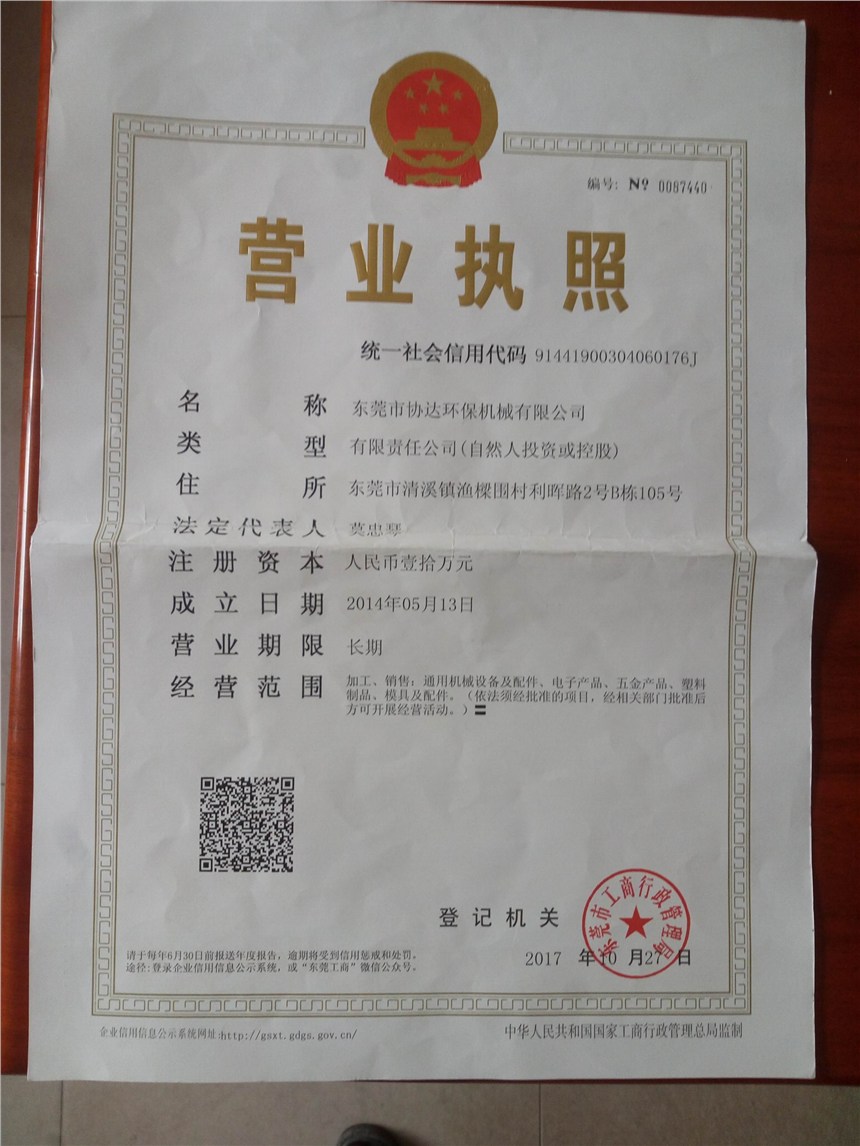 编号: № 0087440
营业执照
统一社会信用代码 91441900304060176J
名称 东莞市协达环保机械有限公司
类型 有限责任公司(自然人投资或控股)
住所 东莞市清溪镇渔樑围村利晖路2号B栋105号
法定代表人 莫忠琴
注册资本 人民币壹拾万元
成立日期 2014年05月13日
营业期限 长期
经营范围 加工、销售：通用机械设备及配件、电子产品、五金产品、塑料
制品、模具及配件。（依法须经批准的项目，经相关部门批准后
方可开展经营活动。）〓
登记机关
东莞市工商行政管理局
2017 年10 月27 日
请于每年6月30日前报送年度报告，逾期将受到信用惩戒和处罚。
途径:登录企业信用信息公示系统，或“东莞工商”微信公众号。
企业信用信息公示系统网址:http://gsxt.gdgs.gov.cn/
中华人民共和国国家工商行政管理总局监制